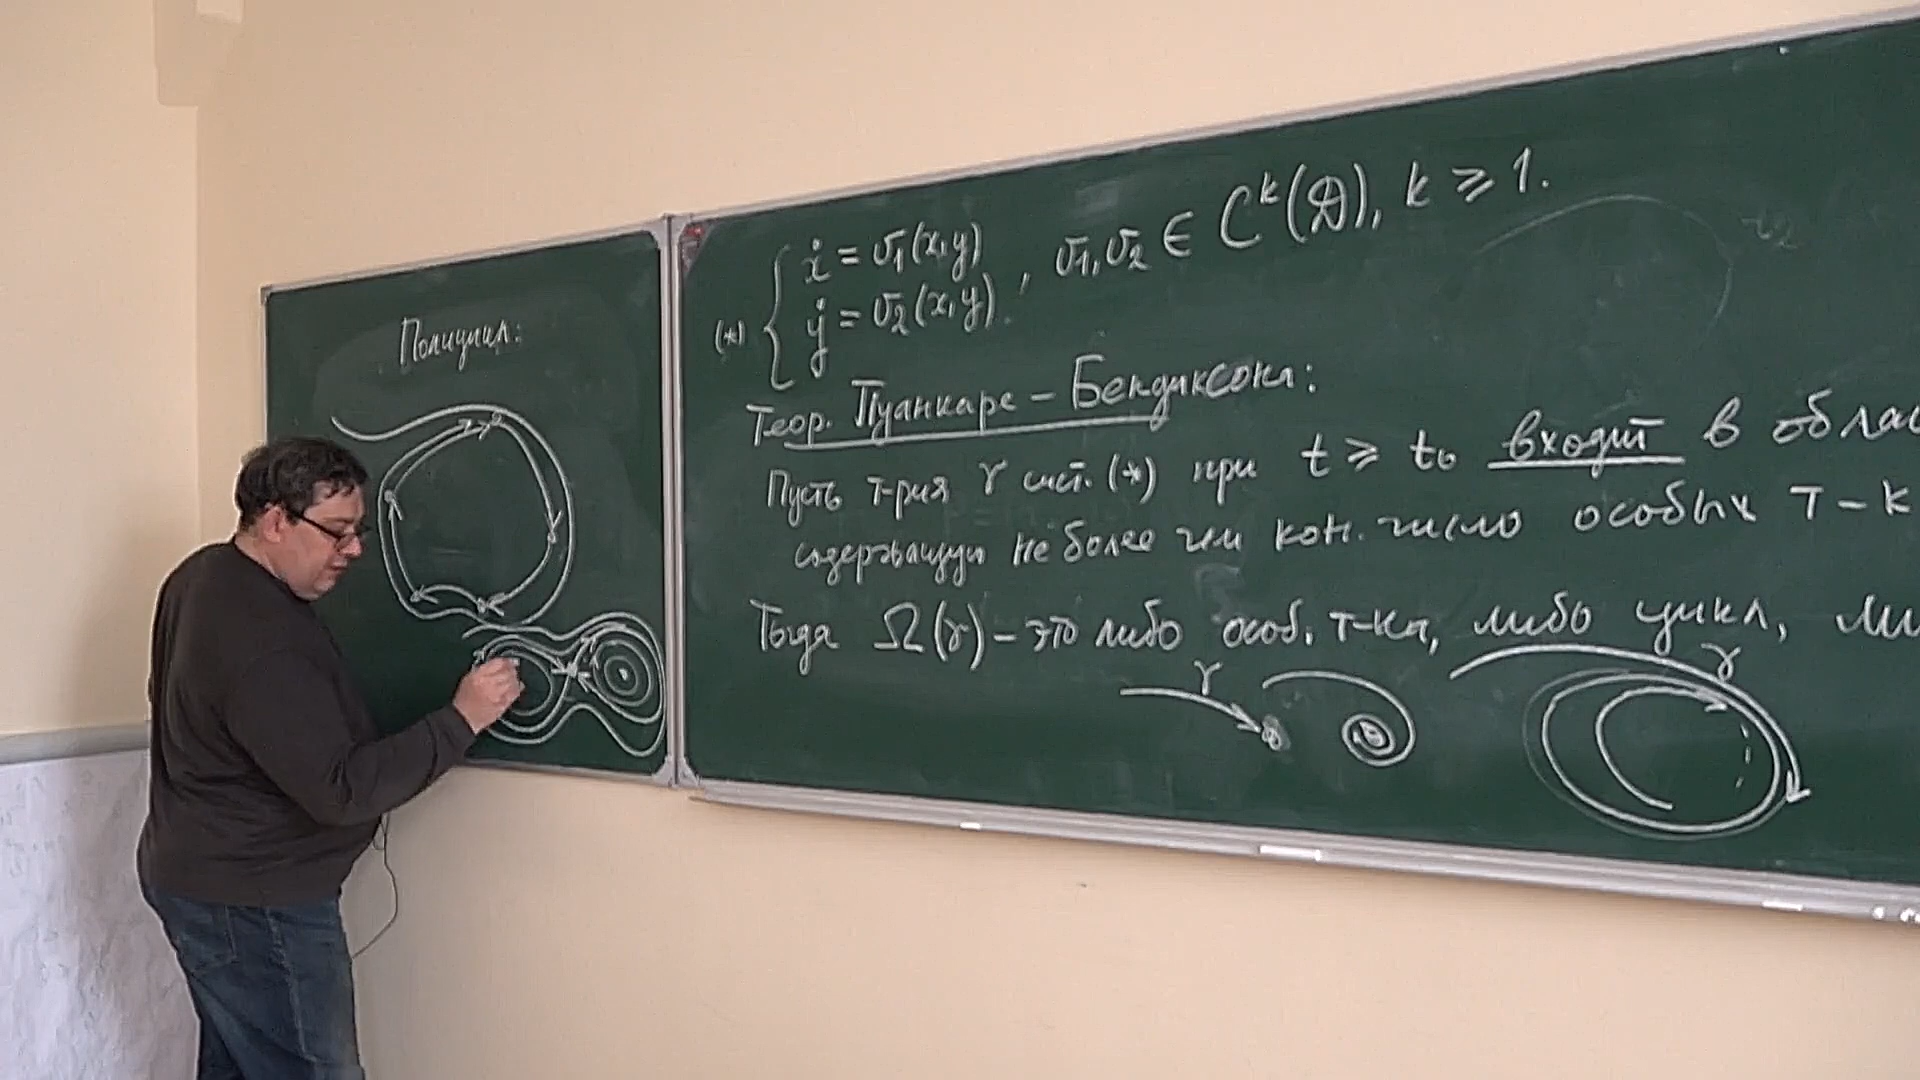 Полицикл:
(*) { ẋ = v₁(x,y)
ẏ = v₂(x,y) , v₁,v₂ ∈ C^k(D), k ⩾ 1.
Теор. Пуанкаре – Бендиксона:
Пусть т-рия γ сист. (*) при t ⩾ t₀ входит в облас
содержащую не более чем кон. число особых т-к
Тогда Ω(γ) – это либо особ. т-ка, либо цикл, ли
γ
γ